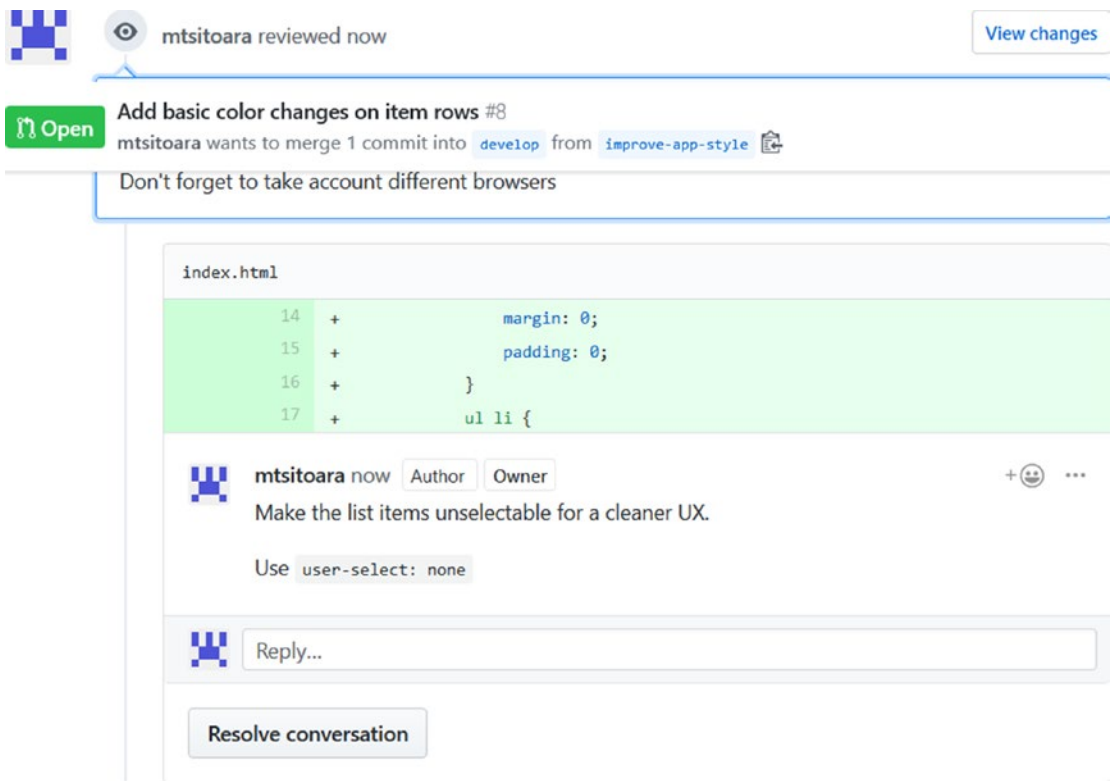 mtsitoara reviewed now
View changes
Open
Add basic color changes on item rows #8
mtsitoara wants to merge 1 commit into develop from improve-app-style
Don't forget to take account different browsers
index.html
14 + margin: 0;
15 + padding: 0;
16 + }
17 + ul li {
mtsitoara now Author Owner
Make the list items unselectable for a cleaner UX.
Use user-select: none
Reply...
Resolve conversation